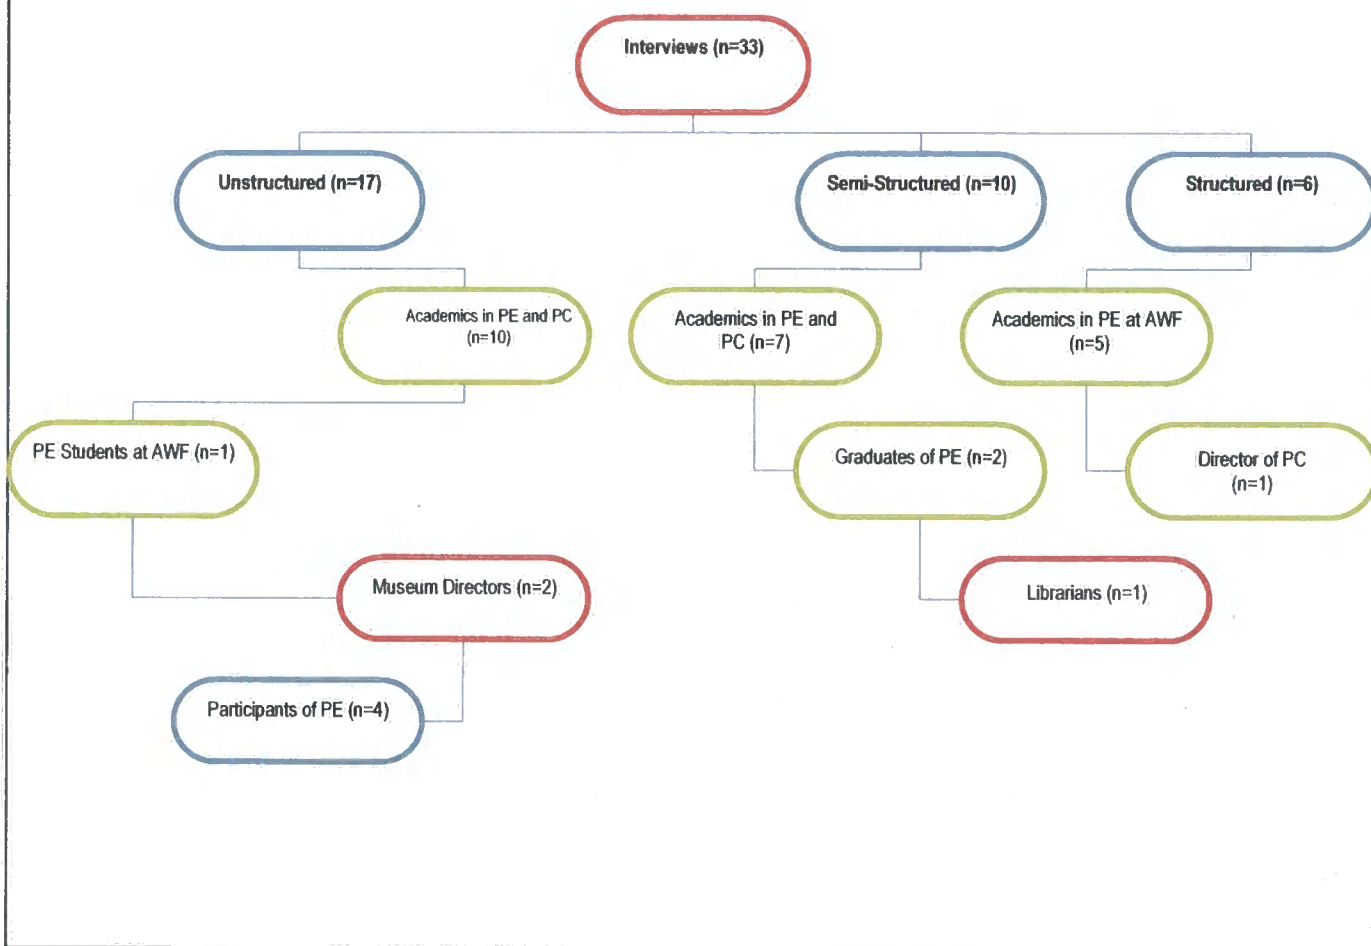 Interviews (n=33)
Unstructured (n=17)
Semi-Structured (n=10)
Structured (n=6)
Academics in PE and PC
(n=10)
Academics in PE and
PC (n=7)
Academics in PE at AWF
(n=5)
PE Students at AWF (n=1)
Graduates of PE (n=2)
Director of PC
(n=1)
Museum Directors (n=2)
Librarians (n=1)
Participants of PE (n=4)